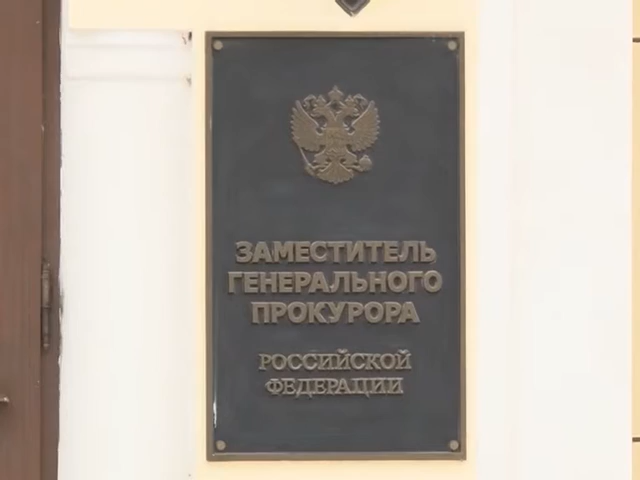 ЗАМЕСТИТЕЛЬ
ГЕНЕРАЛЬНОГО
ПРОКУРОРА
РОССИЙСКОЙ
ФЕДЕРАЦИИ